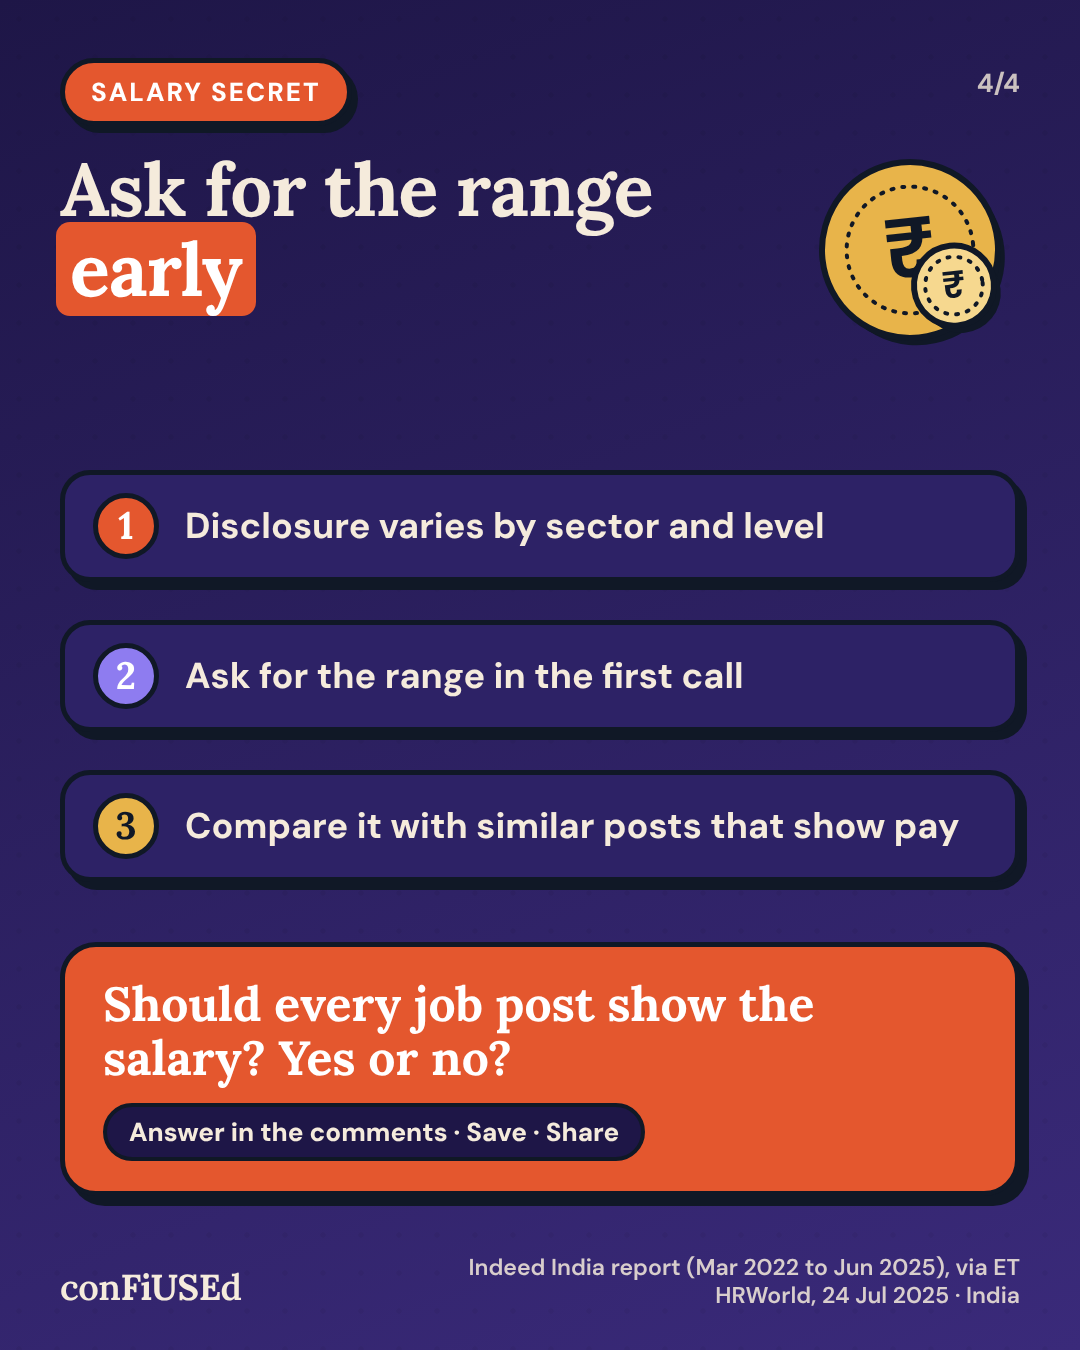 SALARY SECRET
4/4
Ask for the range
early
₹
₹
1 Disclosure varies by sector and level
2 Ask for the range in the first call
3 Compare it with similar posts that show pay
Should every job post show the
salary? Yes or no?
Answer in the comments · Save · Share
conFiUSEd
Indeed India report (Mar 2022 to Jun 2025), via ET
HRWorld, 24 Jul 2025 · India